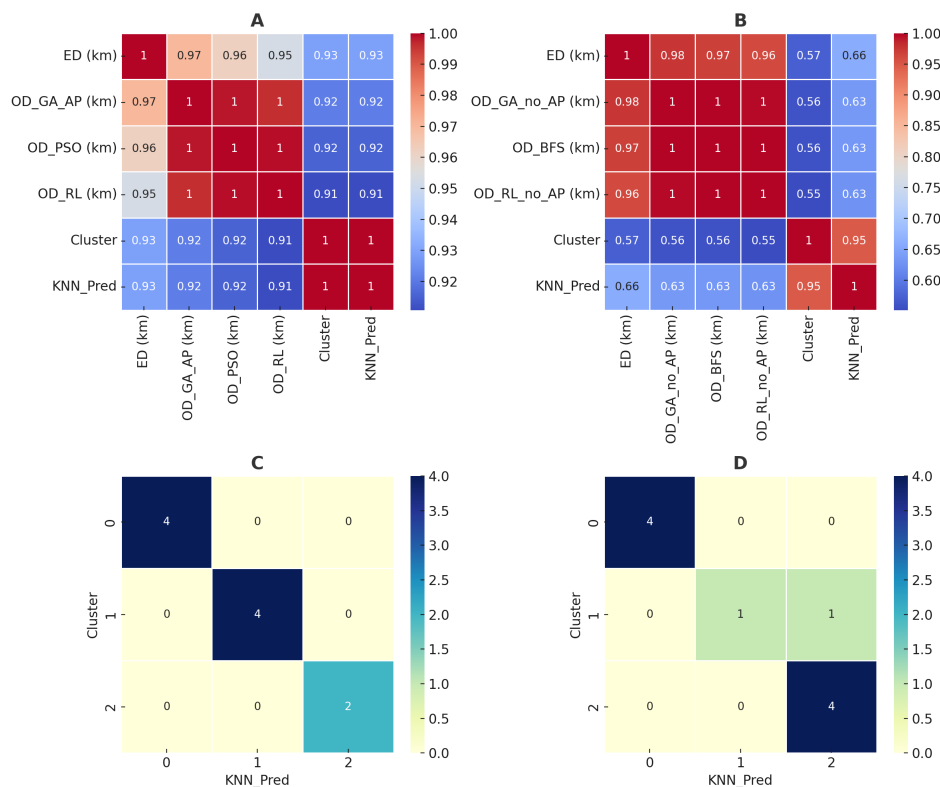 A
ED (km) 1 0.97 0.96 0.95 0.93 0.93
OD_GA_AP (km) 0.97 1 1 1 0.92 0.92
OD_PSO (km) 0.96 1 1 1 0.92 0.92
OD_RL (km) 0.95 1 1 1 0.91 0.91
Cluster 0.93 0.92 0.92 0.91 1 1
KNN_Pred 0.93 0.92 0.92 0.91 1 1
ED (km) OD_GA_AP (km) OD_PSO (km) OD_RL (km) Cluster KNN_Pred
1.00
0.99
0.98
0.97
0.96
0.95
0.94
0.93
0.92
B
ED (km) 1 0.98 0.97 0.96 0.57 0.66
OD_GA_no_AP (km) 0.98 1 1 1 0.56 0.63
OD_BFS (km) 0.97 1 1 1 0.56 0.63
OD_RL_no_AP (km) 0.96 1 1 1 0.55 0.63
Cluster 0.57 0.56 0.56 0.55 1 0.95
KNN_Pred 0.66 0.63 0.63 0.63 0.95 1
ED (km) OD_GA_no_AP (km) OD_BFS (km) OD_RL_no_AP (km) Cluster KNN_Pred
1.00
0.95
0.90
0.85
0.80
0.75
0.70
0.65
0.60
C
Cluster
0 4 0 0
1 0 4 0
2 0 0 2
0 1 2
KNN_Pred
4.0
3.5
3.0
2.5
2.0
1.5
1.0
0.5
0.0
D
Cluster
0 4 0 0
1 0 1 1
2 0 0 4
0 1 2
KNN_Pred
4.0
3.5
3.0
2.5
2.0
1.5
1.0
0.5
0.0